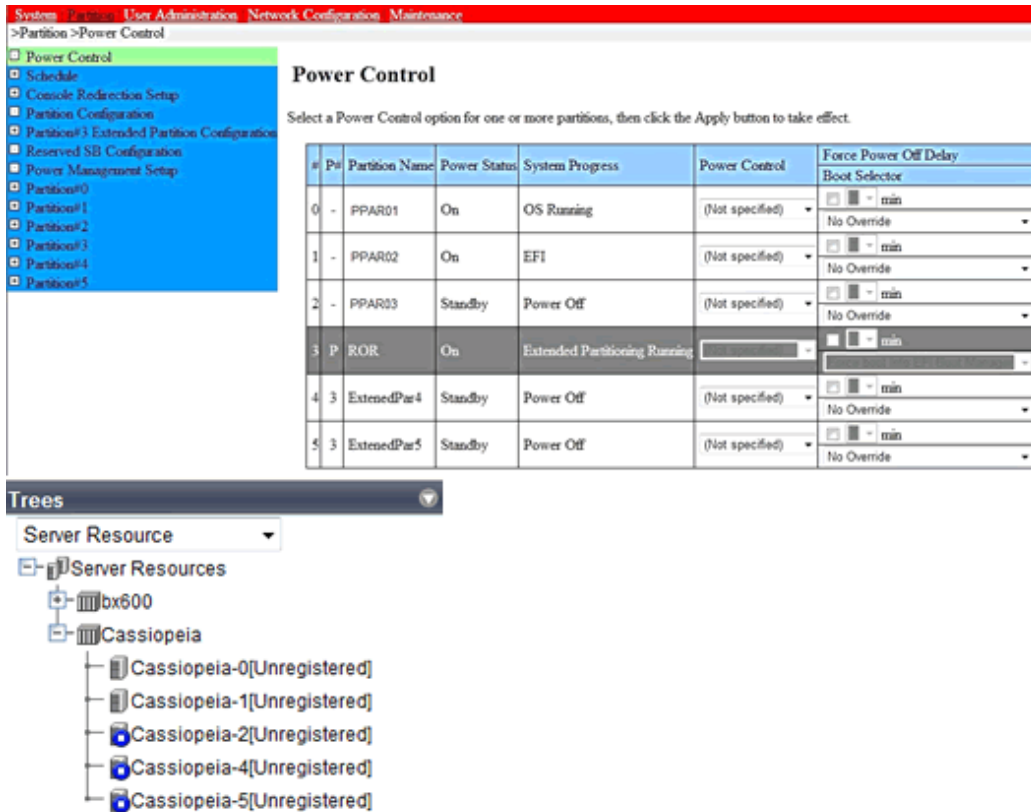 System Partition User Administration Network Configuration Maintenance
>Partition >Power Control
Power Control
Schedule
Console Redirection Setup
Partition Configuration
Partition#3 Extended Partition Configuration
Reserved SB Configuration
Power Management Setup
Partition#0
Partition#1
Partition#2
Partition#3
Partition#4
Partition#5
Power Control
Select a Power Control option for one or more partitions, then click the Apply button to take effect.
# P# Partition Name Power Status System Progress Power Control Force Power Off Delay
Boot Selector
0 - PPAR01 On OS Running (Not specified) min
No Override
1 - PPAR02 On EFI (Not specified) min
No Override
2 - PPAR03 Standby Power Off (Not specified) min
No Override
3 P ROR On Extended Partitioning Running (Not specified) min
Force boot into EFI Boot Manager
4 3 ExtenedPar4 Standby Power Off (Not specified) min
No Override
5 3 ExtenedPar5 Standby Power Off (Not specified) min
No Override
Trees
Server Resource
Server Resources
bx600
Cassiopeia
Cassiopeia-0[Unregistered]
Cassiopeia-1[Unregistered]
Cassiopeia-2[Unregistered]
Cassiopeia-4[Unregistered]
Cassiopeia-5[Unregistered]